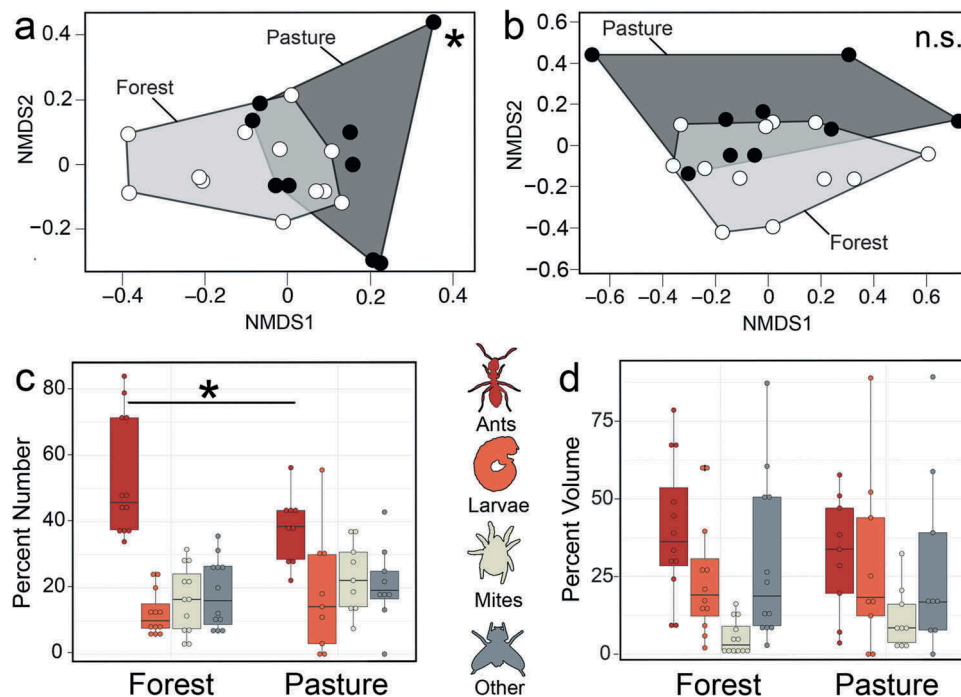 a
*
Pasture
Forest
NMDS2
0.4
0.2
0
−0.2
−0.4
−0.2
0
0.2
0.4
NMDS1
b
n.s.
Pasture
Forest
NMDS2
0.6
0.4
0.2
0
−0.2
−0.4
−0.6
−0.6
−0.4
−0.2
0
0.2
0.4
0.6
NMDS1
c
*
Percent Number
80
60
40
20
0
Forest
Pasture
Ants
Larvae
Mites
Other
d
Percent Volume
75
50
25
0
Forest
Pasture